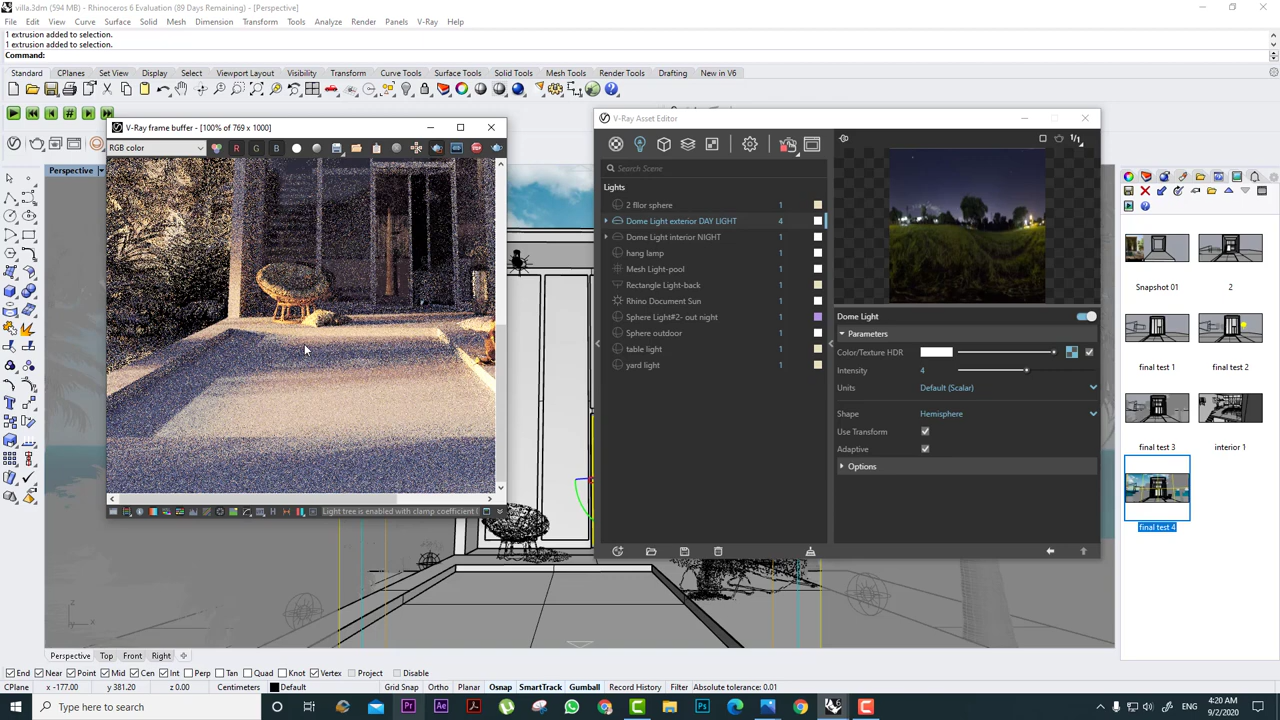 villa.3dm (594 MB) - Rhinoceros 6 Evaluation (89 Days Remaining) - [Perspective]
File Edit View Curve Surface Solid Mesh Dimension Transform Tools Analyze Render Panels V-Ray Help
1 extrusion added to selection.
1 extrusion added to selection.
Command:
Standard CPlanes Set View Display Select Viewport Layout Visibility Transform Curve Tools Surface Tools Solid Tools Mesh Tools Render Tools Drafting New in V6
V-Ray frame buffer - [100% of 769 x 1000]
RGB color
R G B
Perspective
V-Ray Asset Editor
1/1
Search Scene
Lights
2 fllor sphere 1
Dome Light exterior DAY LIGHT 4
Dome Light interior NIGHT 1
hang lamp 1
Mesh Light-pool 1
Rectangle Light-back 1
Rhino Document Sun 1
Sphere Light#2- out night 1
Sphere outdoor 1
table light 1
yard light 1
Dome Light
Parameters
Color/Texture HDR
Intensity 4
Units Default (Scalar)
Shape Hemisphere
Use Transform
Adaptive
Options
Snapshot 01 2
final test 1 final test 2
final test 3 interior 1
final test 4
Light tree is enabled with clamp coefficient
Perspective Top Front Right
End Near Point Mid Cen Int Perp Tan Quad Knot Vertex Project Disable
CPlane x -177.00 y 381.20 z 0.00 Centimeters Default Grid Snap Ortho Planar Osnap SmartTrack Gumball Record History Filter Absolute tolerance: 0.01
Type here to search
4:20 AM
9/2/2020